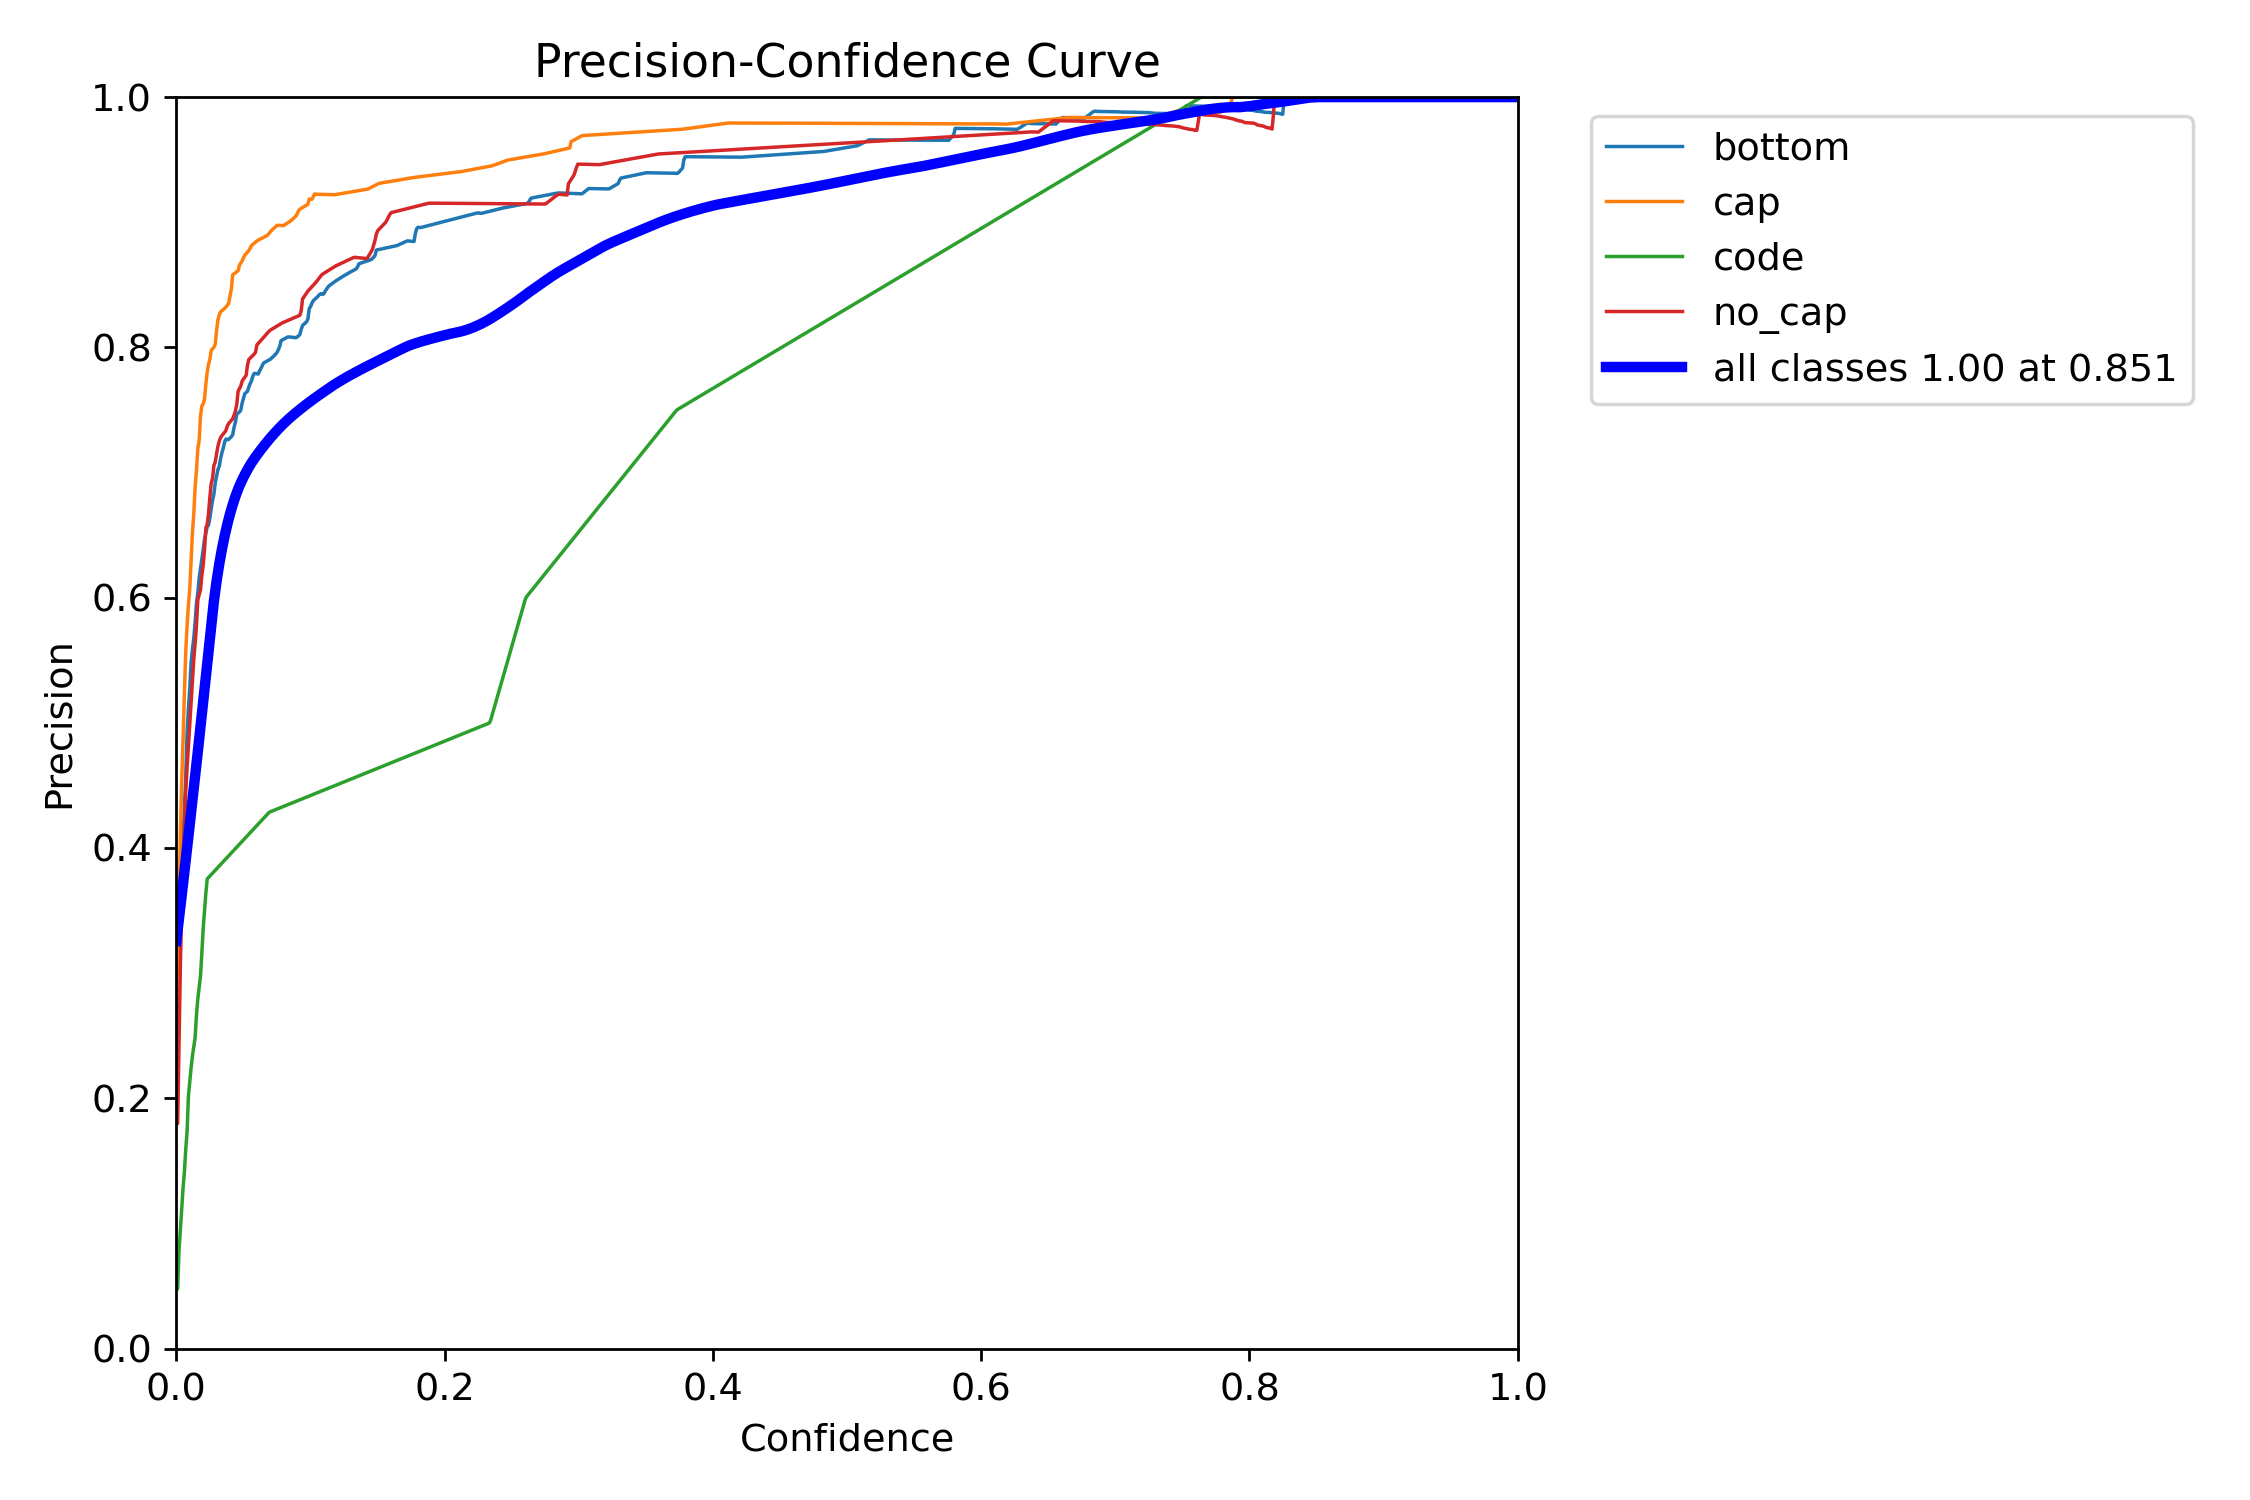 Precision-Confidence Curve
1.0
0.8
0.6
0.4
0.2
0.0
Precision
0.0 0.2 0.4 0.6 0.8 1.0
Confidence
bottom
cap
code
no_cap
all classes 1.00 at 0.851